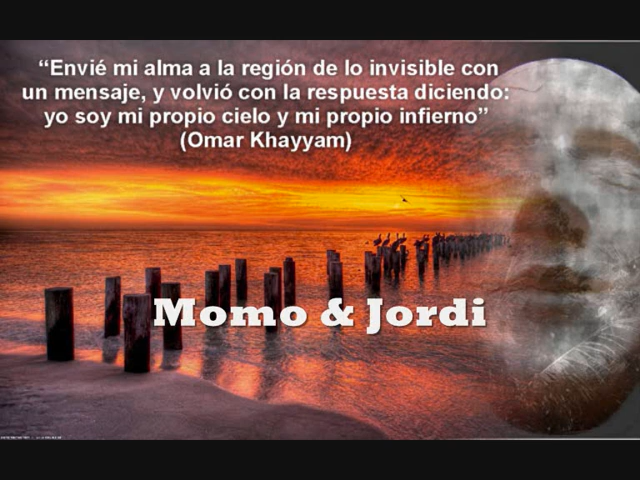 “Envié mi alma a la región de lo invisible con
un mensaje, y volvió con la respuesta diciendo:
yo soy mi propio cielo y mi propio infierno”
(Omar Khayyam)
Momo & Jordi